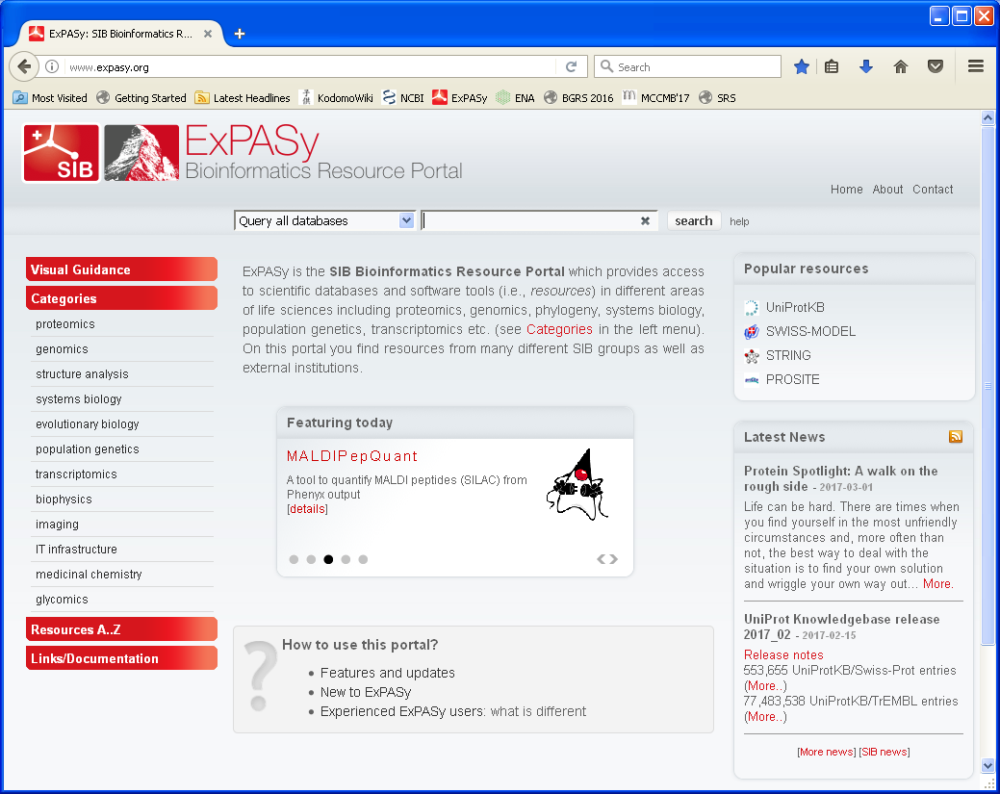 ExPASy: SIB Bioinformatics R...
www.expasy.org
Search
Most Visited
Getting Started
Latest Headlines
KodomoWiki
NCBI
ExPASy
ENA
BGRS 2016
MCCMB'17
SRS
SIB
ExPASy
Bioinformatics Resource Portal
Home About Contact
Query all databases
search
help
Visual Guidance
Categories
proteomics
genomics
structure analysis
systems biology
evolutionary biology
population genetics
transcriptomics
biophysics
imaging
IT infrastructure
medicinal chemistry
glycomics
Resources A..Z
Links/Documentation
ExPASy is the SIB Bioinformatics Resource Portal which provides access
to scientific databases and software tools (i.e., resources) in different areas
of life sciences including proteomics, genomics, phylogeny, systems biology,
population genetics, transcriptomics etc. (see Categories in the left menu).
On this portal you find resources from many different SIB groups as well as
external institutions.
Featuring today
MALDIPepQuant
A tool to quantify MALDI peptides (SILAC) from
Phenyx output
[details]
How to use this portal?
Features and updates
New to ExPASy
Experienced ExPASy users: what is different
Popular resources
UniProtKB
SWISS-MODEL
STRING
PROSITE
Latest News
Protein Spotlight: A walk on the
rough side - 2017-03-01
Life can be hard. There are times when
you find yourself in the most unfriendly
circumstances and, more often than
not, the best way to deal with the
situation is to find your own solution
and wriggle your own way out... More.
UniProt Knowledgebase release
2017_02 - 2017-02-15
Release notes
553,655 UniProtKB/Swiss-Prot entries
(More..)
77,483,538 UniProtKB/TrEMBL entries
(More..)
[More news] [SIB news]